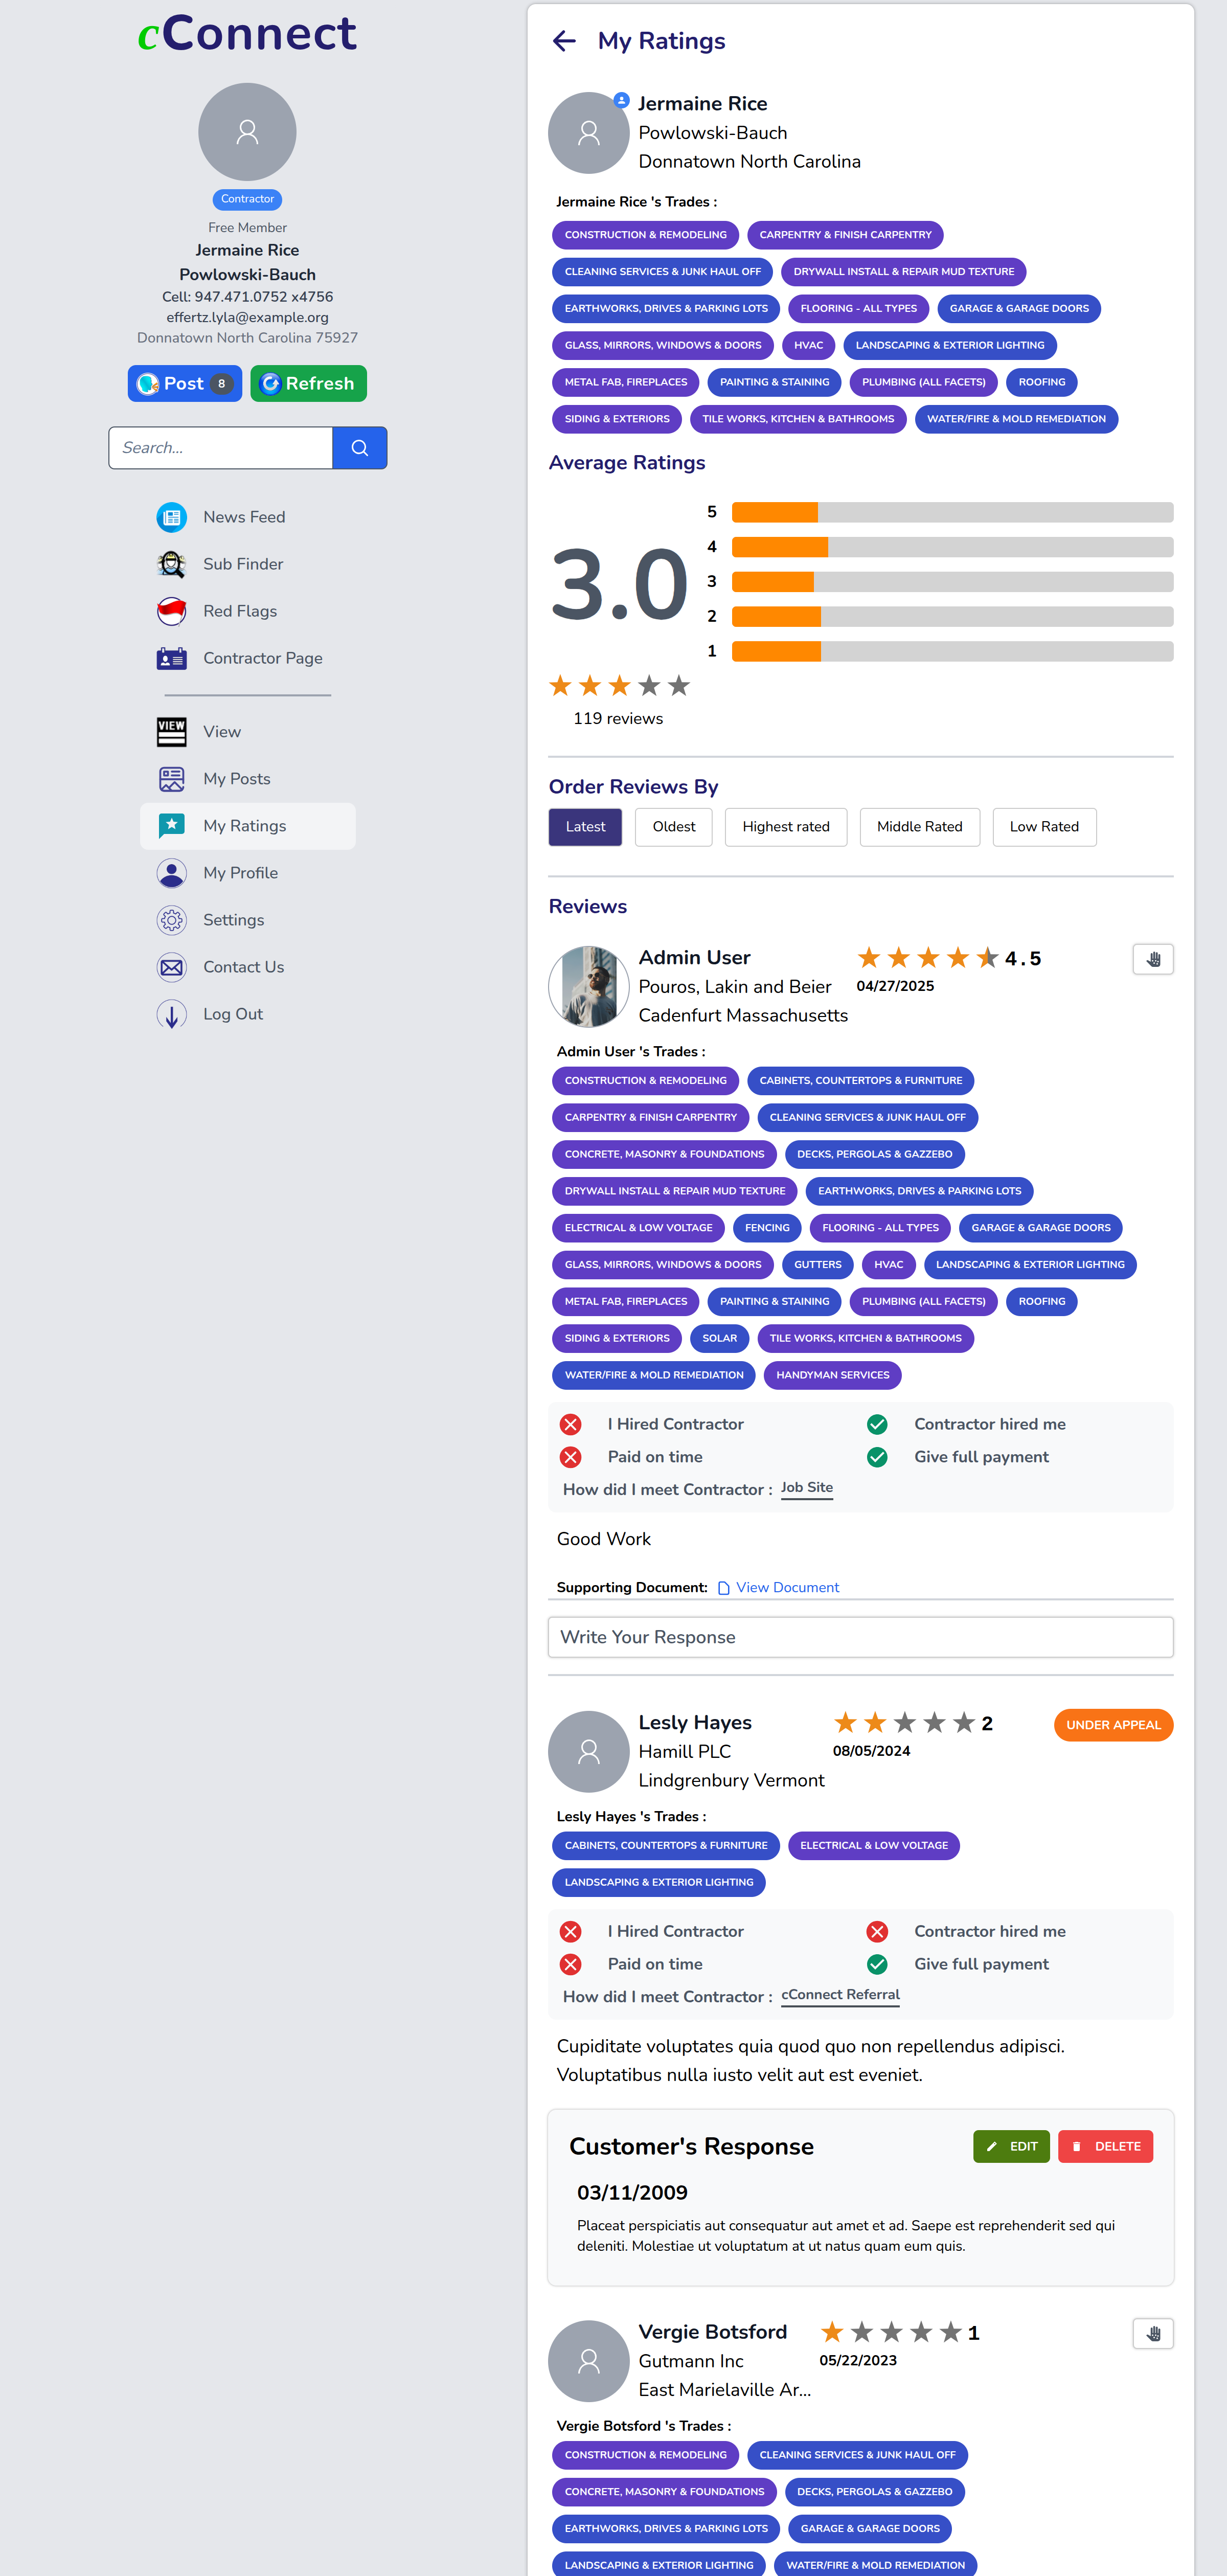 cConnect
Contractor
Free Member
Jermaine Rice
Powlowski-Bauch
Cell: 947.471.0752 x4756
effertz.lyla@example.org
Donnatown North Carolina 75927
Post 8 Refresh
Search...
News Feed
Sub Finder
Red Flags
Contractor Page
VIEW View
My Posts
My Ratings
My Profile
Settings
Contact Us
Log Out
My Ratings
Jermaine Rice
Powlowski-Bauch
Donnatown North Carolina
Jermaine Rice 's Trades :
CONSTRUCTION & REMODELING CARPENTRY & FINISH CARPENTRY
CLEANING SERVICES & JUNK HAUL OFF DRYWALL INSTALL & REPAIR MUD TEXTURE
EARTHWORKS, DRIVES & PARKING LOTS FLOORING - ALL TYPES GARAGE & GARAGE DOORS
GLASS, MIRRORS, WINDOWS & DOORS HVAC LANDSCAPING & EXTERIOR LIGHTING
METAL FAB, FIREPLACES PAINTING & STAINING PLUMBING (ALL FACETS) ROOFING
SIDING & EXTERIORS TILE WORKS, KITCHEN & BATHROOMS WATER/FIRE & MOLD REMEDIATION
Average Ratings
3.0
5
4
3
2
1
119 reviews
Order Reviews By
Latest Oldest Highest rated Middle Rated Low Rated
Reviews
Admin User 4.5
Pouros, Lakin and Beier 04/27/2025
Cadenfurt Massachusetts
Admin User 's Trades :
CONSTRUCTION & REMODELING CABINETS, COUNTERTOPS & FURNITURE
CARPENTRY & FINISH CARPENTRY CLEANING SERVICES & JUNK HAUL OFF
CONCRETE, MASONRY & FOUNDATIONS DECKS, PERGOLAS & GAZZEBO
DRYWALL INSTALL & REPAIR MUD TEXTURE EARTHWORKS, DRIVES & PARKING LOTS
ELECTRICAL & LOW VOLTAGE FENCING FLOORING - ALL TYPES GARAGE & GARAGE DOORS
GLASS, MIRRORS, WINDOWS & DOORS GUTTERS HVAC LANDSCAPING & EXTERIOR LIGHTING
METAL FAB, FIREPLACES PAINTING & STAINING PLUMBING (ALL FACETS) ROOFING
SIDING & EXTERIORS SOLAR TILE WORKS, KITCHEN & BATHROOMS
WATER/FIRE & MOLD REMEDIATION HANDYMAN SERVICES
I Hired Contractor Contractor hired me
Paid on time Give full payment
How did I meet Contractor : Job Site
Good Work
Supporting Document: View Document
Write Your Response
Lesly Hayes 2 UNDER APPEAL
Hamill PLC 08/05/2024
Lindgrenbury Vermont
Lesly Hayes 's Trades :
CABINETS, COUNTERTOPS & FURNITURE ELECTRICAL & LOW VOLTAGE
LANDSCAPING & EXTERIOR LIGHTING
I Hired Contractor Contractor hired me
Paid on time Give full payment
How did I meet Contractor : cConnect Referral
Cupiditate voluptates quia quod quo non repellendus adipisci.
Voluptatibus nulla iusto velit aut est eveniet.
Customer's Response EDIT DELETE
03/11/2009
Placeat perspiciatis aut consequatur aut amet et ad. Saepe est reprehenderit sed qui
deleniti. Molestiae ut voluptatum at ut natus quam eum quis.
Vergie Botsford 1
Gutmann Inc 05/22/2023
East Marielaville Ar...
Vergie Botsford 's Trades :
CONSTRUCTION & REMODELING CLEANING SERVICES & JUNK HAUL OFF
CONCRETE, MASONRY & FOUNDATIONS DECKS, PERGOLAS & GAZZEBO
EARTHWORKS, DRIVES & PARKING LOTS GARAGE & GARAGE DOORS
LANDSCAPING & EXTERIOR LIGHTING WATER/FIRE & MOLD REMEDIATION